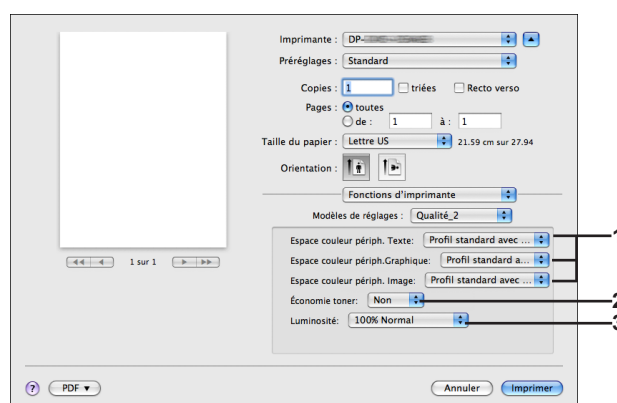 Imprimante : DP-
Préréglages : Standard
Copies : 1 triées Recto verso
Pages : toutes
de : 1 à : 1
Taille du papier : Lettre US 21.59 cm sur 27.94
Orientation :
Fonctions d'imprimante
Modèles de réglages : Qualité_2
Espace couleur périph. Texte: Profil standard avec ... 1
Espace couleur périph.Graphique: Profil standard a...
Espace couleur périph. Image: Profil standard avec ...
Économie toner: Non 2
Luminosité: 100% Normal 3
1 sur 1
? PDF ▼ Annuler Imprimer